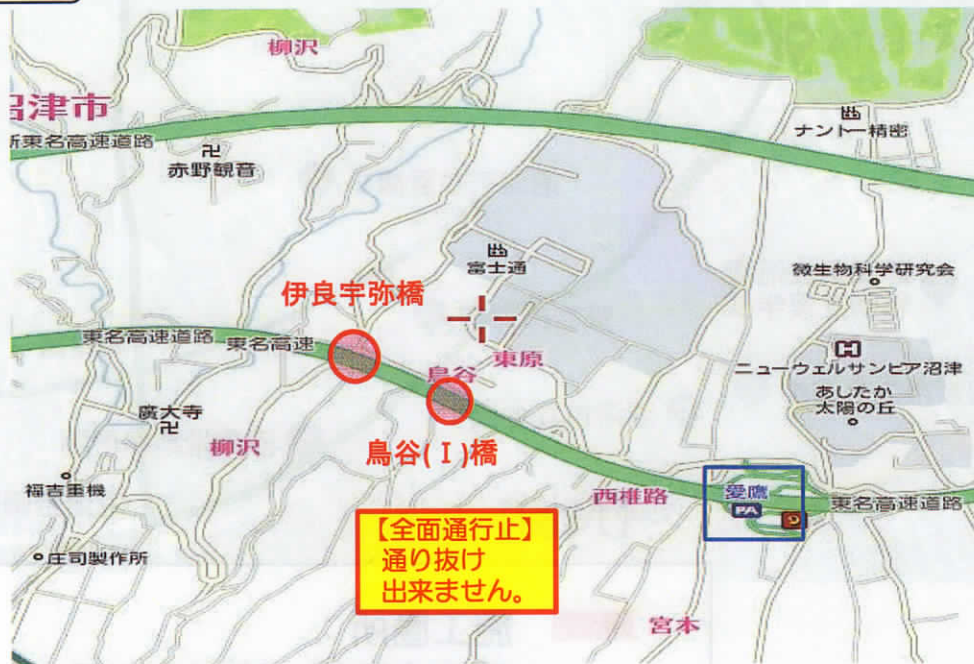 柳沢
沼津市
新東名高速道路
卍
赤野観音
ナントー精密
富士通
微生物科学研究会
伊良宇弥橋
東名高速道路
東名高速
東原
鳥谷
H
ニューウェルサンピア沼津
あしたか
太陽の丘
廣大寺
卍
柳沢
鳥谷(Ⅰ)橋
福吉重機
西椎路
愛鷹
PA
東名高速道路
【全面通行止】
通り抜け
出来ません。
庄司製作所
宮本